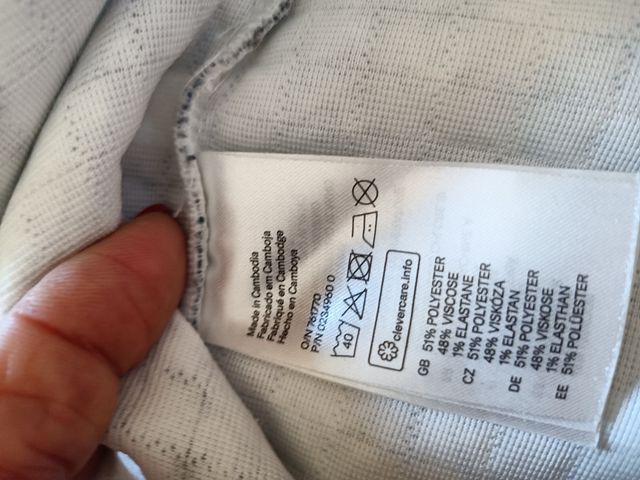 Made in Cambodia
Fabricado em Camboja
Fabriqué en Cambodge
Hecho en Camboya
O/N 761770
P/N 0234960 0
40
clevercare.info
GB 51% POLYESTER
48% VISCOSE
1% ELASTANE
CZ 51% POLYESTER
48% VISKÓZA
1% ELASTAN
DE 51% POLYESTER
48% VISKOSE
1% ELASTHAN
EE 51% POLÜESTER